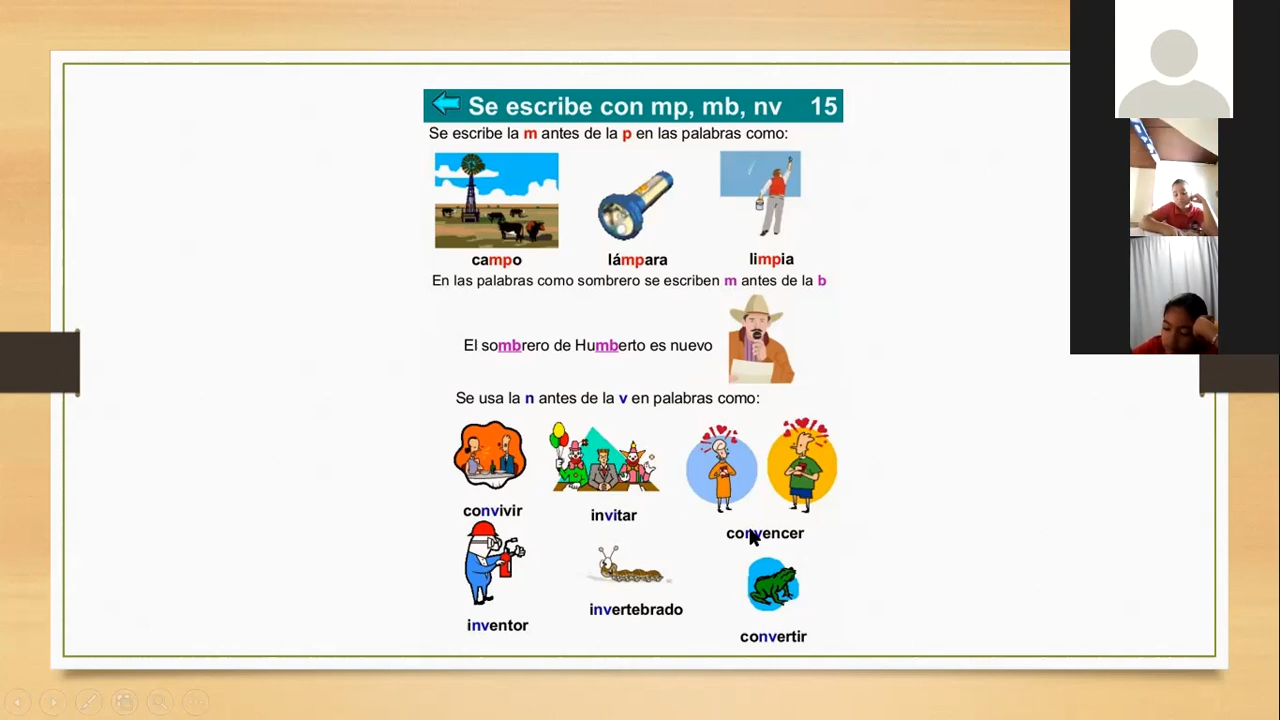 Se escribe con mp, mb, nv 15
Se escribe la m antes de la p en las palabras como:
campo lámpara limpia
En las palabras como sombrero se escriben m antes de la b
El sombrero de Humberto es nuevo
Se usa la n antes de la v en palabras como:
convivir invitar convencer
inventor invertebrado convertir